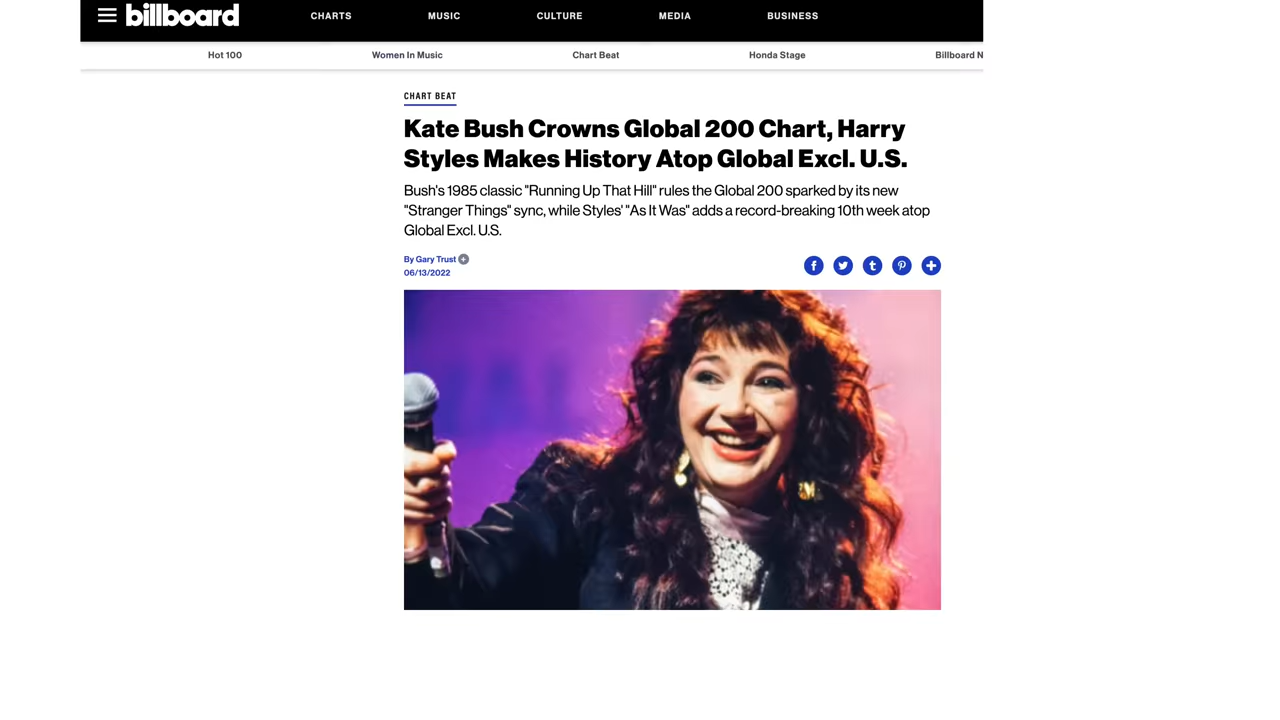 billboard
CHARTS MUSIC CULTURE MEDIA BUSINESS
Hot 100 Women In Music Chart Beat Honda Stage Billboard N
CHART BEAT
Kate Bush Crowns Global 200 Chart, Harry
Styles Makes History Atop Global Excl. U.S.
Bush's 1985 classic "Running Up That Hill" rules the Global 200 sparked by its new
"Stranger Things" sync, while Styles' "As It Was" adds a record-breaking 10th week atop
Global Excl. U.S.
By Gary Trust
06/13/2022